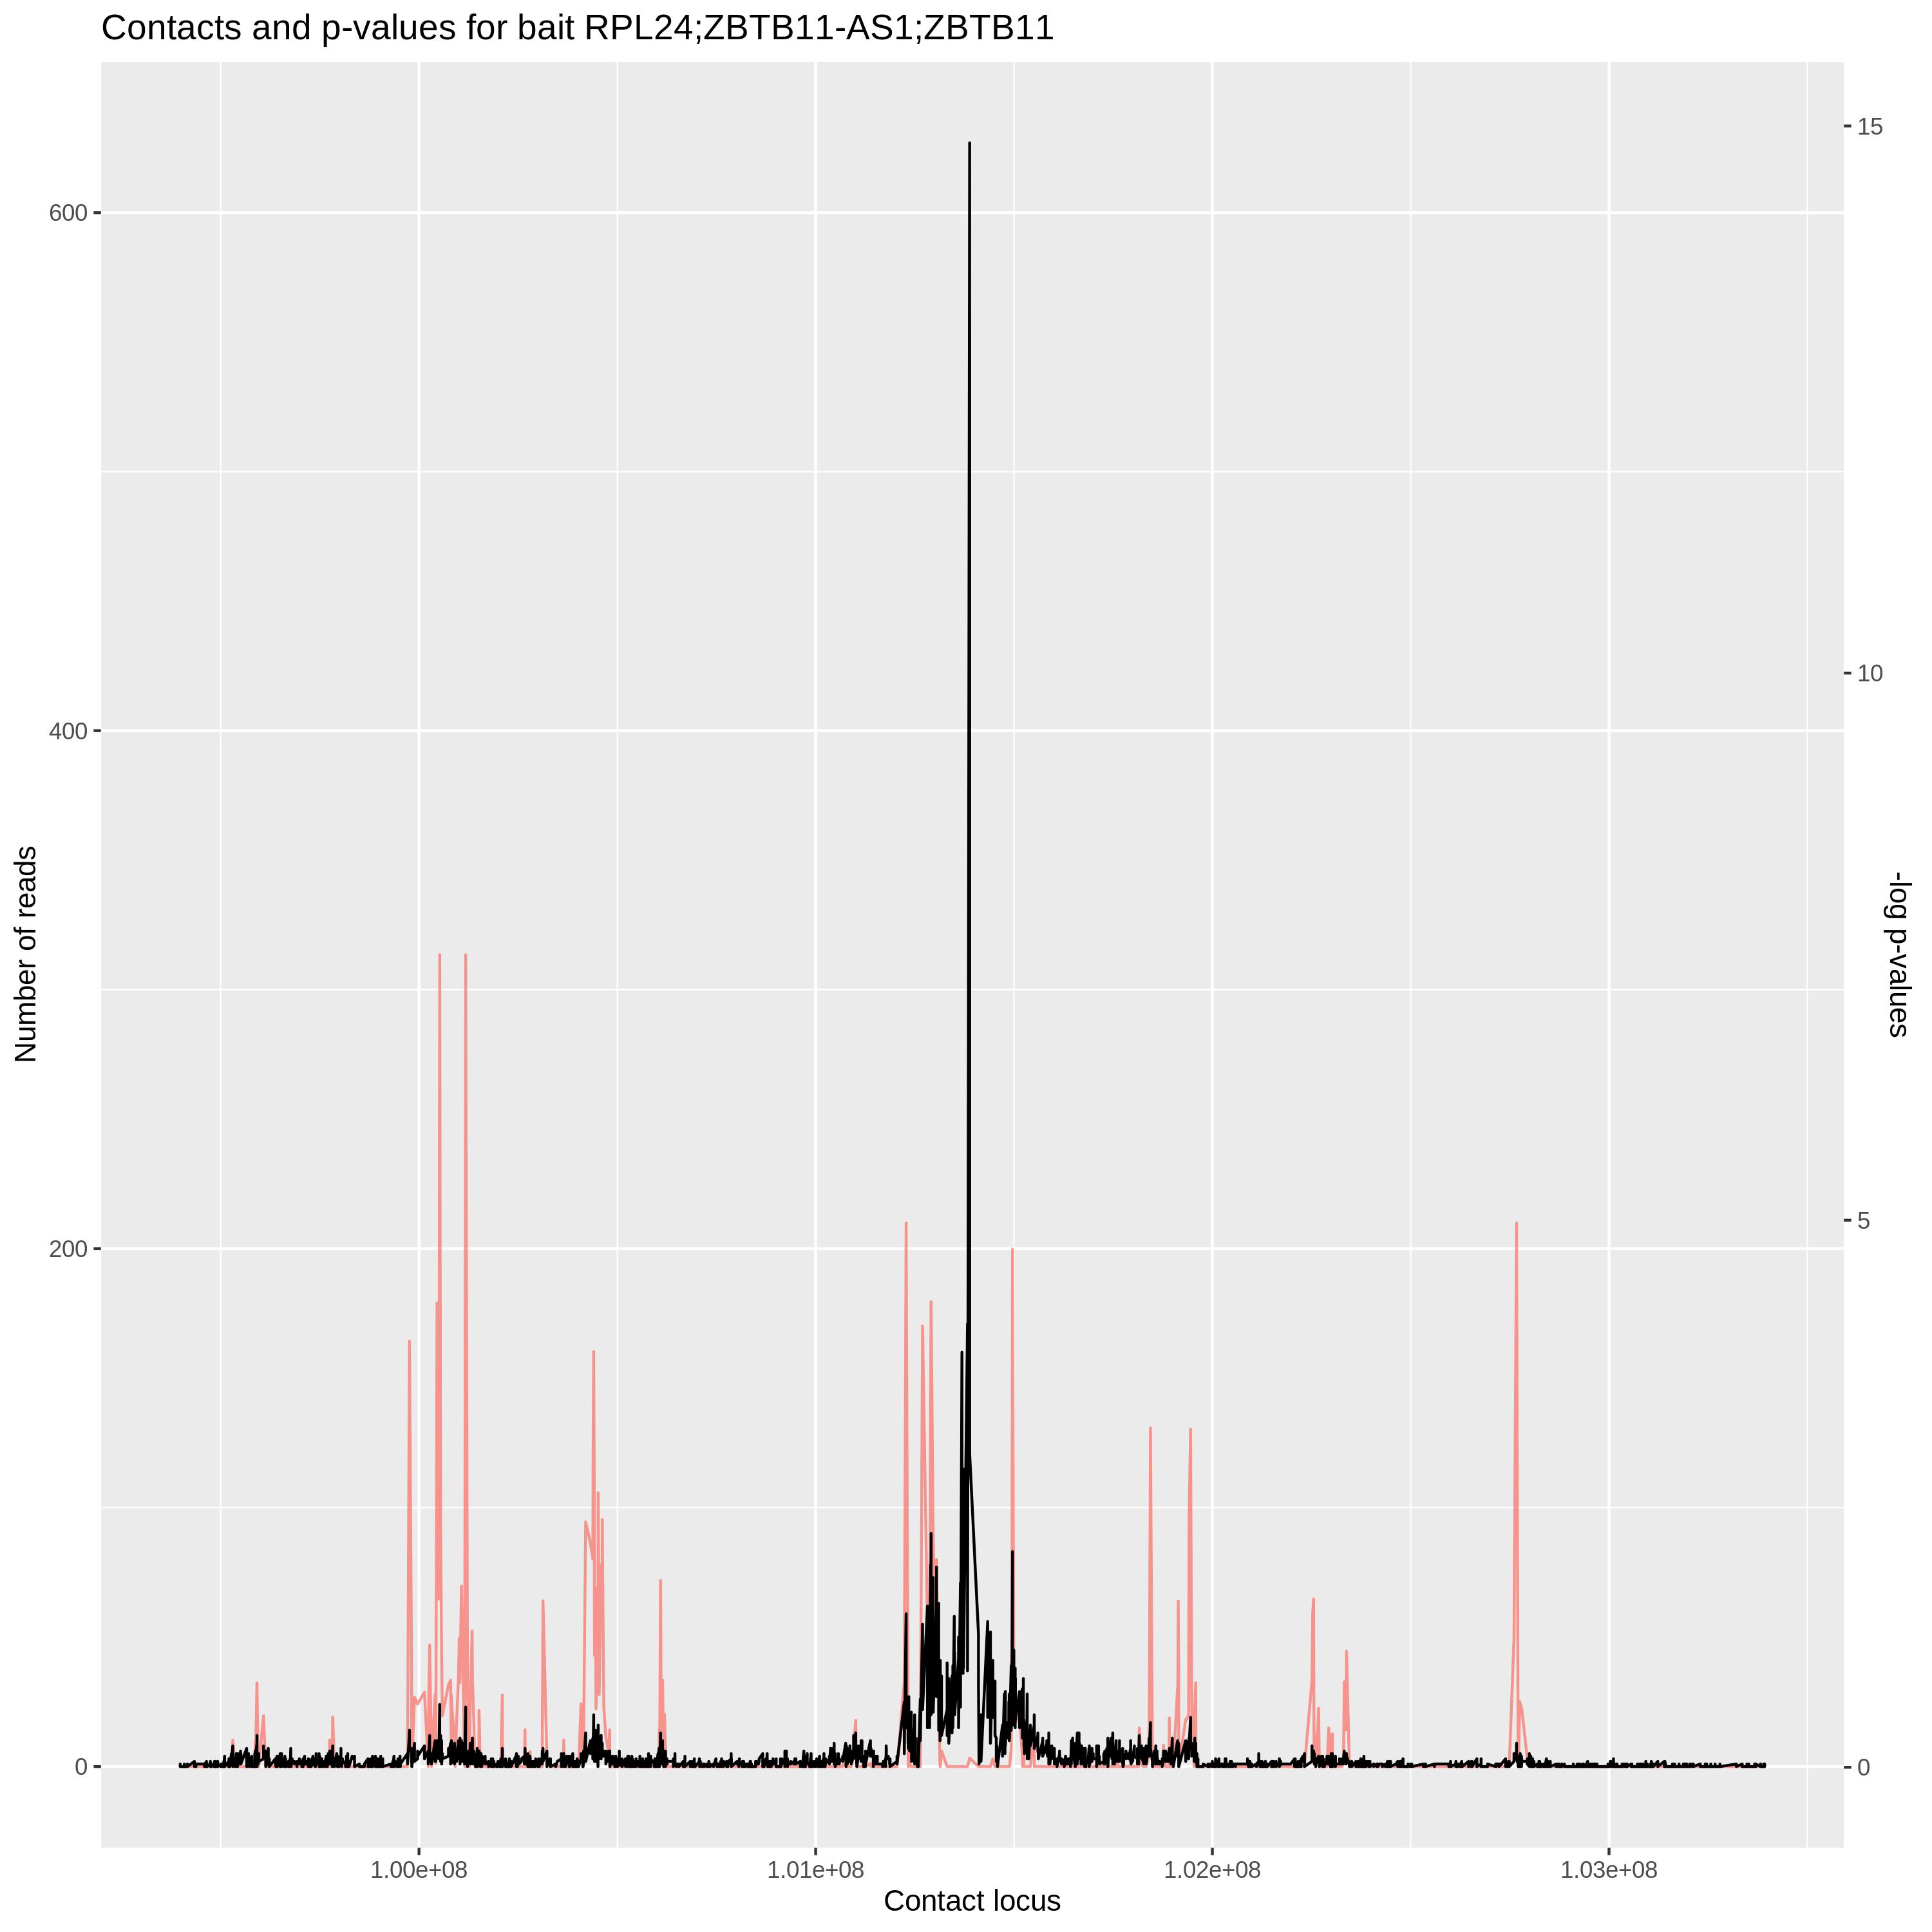 Contacts and p-values for bait RPL24;ZBTB11-AS1;ZBTB11
15
600
10
400
Number of reads
-log p-values
5
200
0
0
1.00e+08
1.01e+08
1.02e+08
1.03e+08
Contact locus